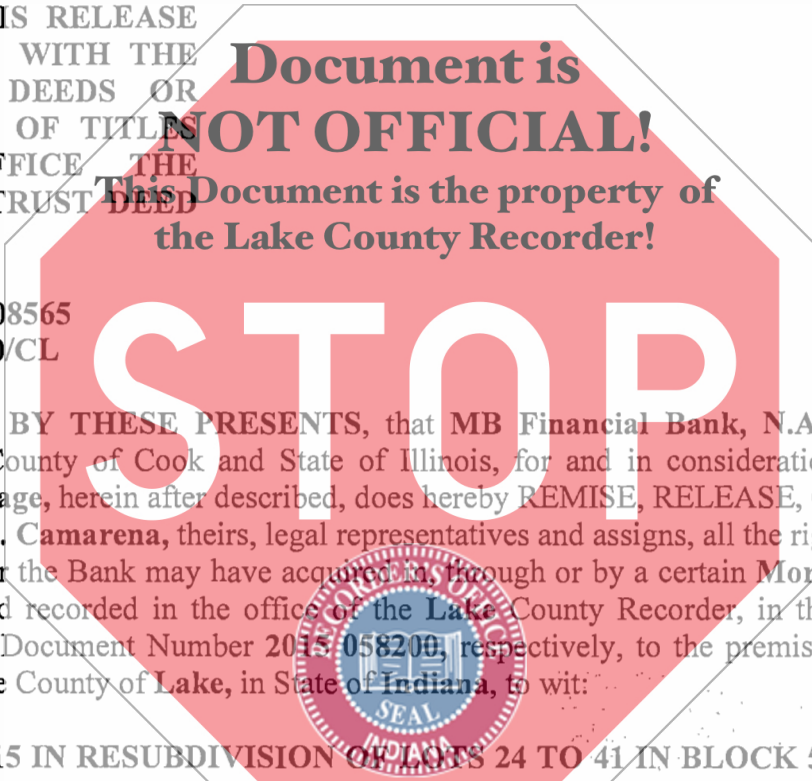 IS RELEASE
WITH THE
DEEDS OR
OF TITLES
FFICE THE
TRUST DEED
Document is
NOT OFFICIAL!
This Document is the property of
the Lake County Recorder!
08565
/CL
STOP
BY THESE PRESENTS, that MB Financial Bank, N.A
County of Cook and State of Illinois, for and in consideratio
age, herein after described, does hereby REMISE, RELEASE,
. Camarena, theirs, legal representatives and assigns, all the ri
r the Bank may have acquired in, through or by a certain Mor
d recorded in the office of the Lake County Recorder, in th
Document Number 2015 058200, respectively, to the premis
e County of Lake, in State of Indiana, to wit:
RECORDER'S OFFICE
SEAL
INDIANA
15 IN RESUBDIVISION OF LOTS 24 TO 41 IN BLOCK